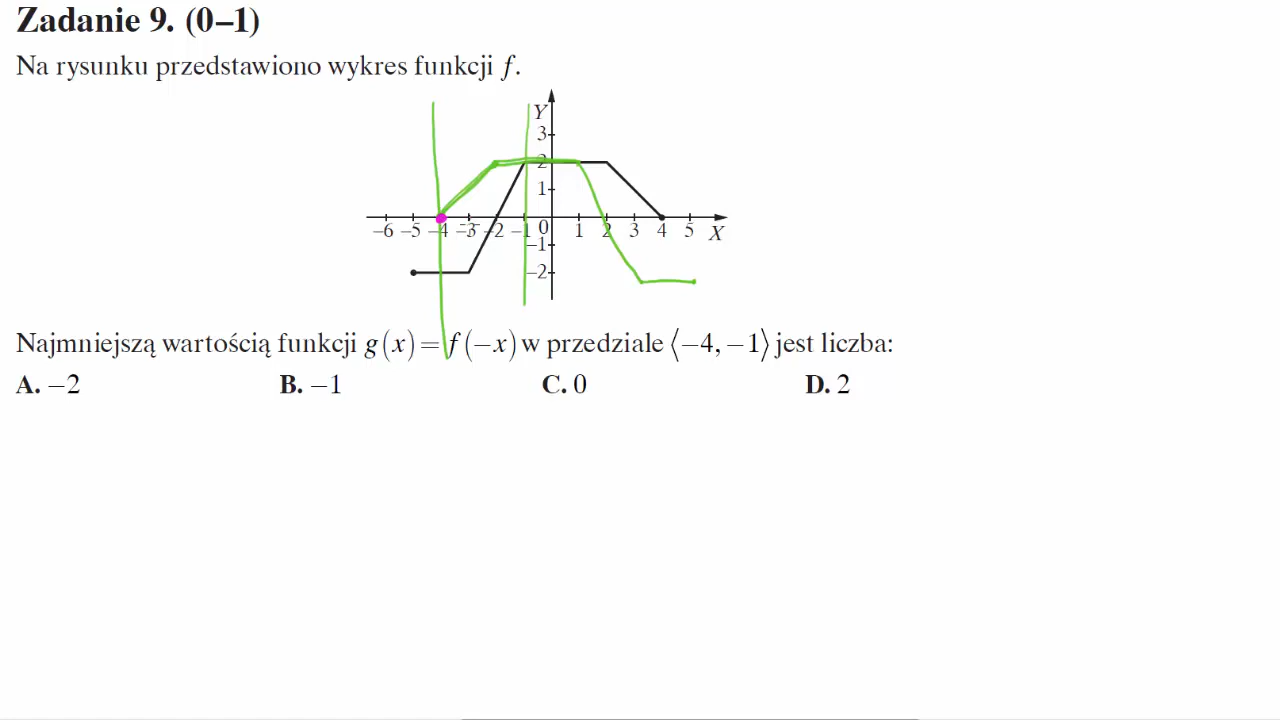 Zadanie 9. (0–1)
Na rysunku przedstawiono wykres funkcji f.
Y
3
2
1
–6 –5 –4 –3 –2 –1 0 1 2 3 4 5 X
–1
–2
Najmniejszą wartością funkcji g(x)=f(−x) w przedziale ⟨−4, −1⟩ jest liczba:
A. −2 B. −1 C. 0 D. 2